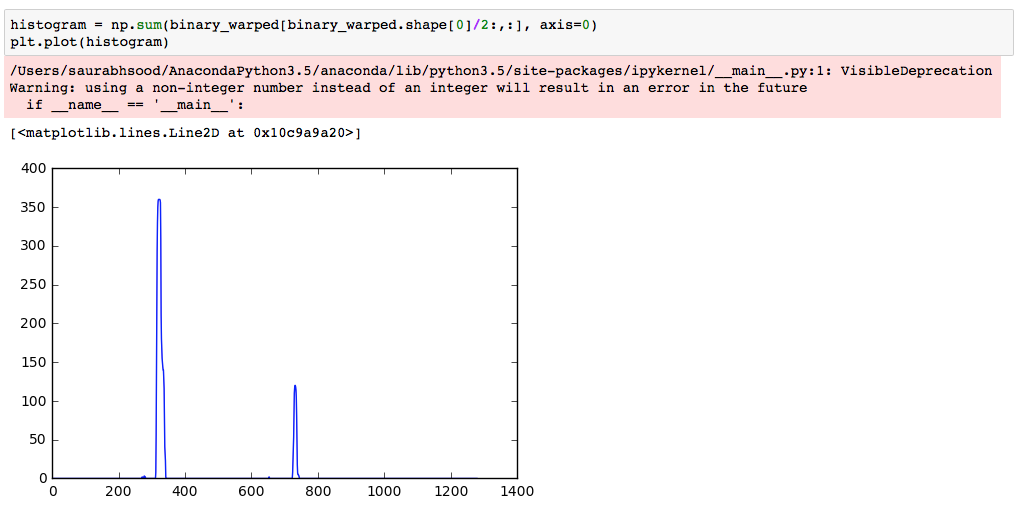 histogram = np.sum(binary_warped[binary_warped.shape[0]/2:,:], axis=0)
plt.plot(histogram)
/Users/saurabhsood/AnacondaPython3.5/anaconda/lib/python3.5/site-packages/ipykernel/__main__.py:1: VisibleDeprecation
Warning: using a non-integer number instead of an integer will result in an error in the future
  if __name__ == '__main__':
[<matplotlib.lines.Line2D at 0x10c9a9a20>]
400
350
300
250
200
150
100
50
0
0 200 400 600 800 1000 1200 1400